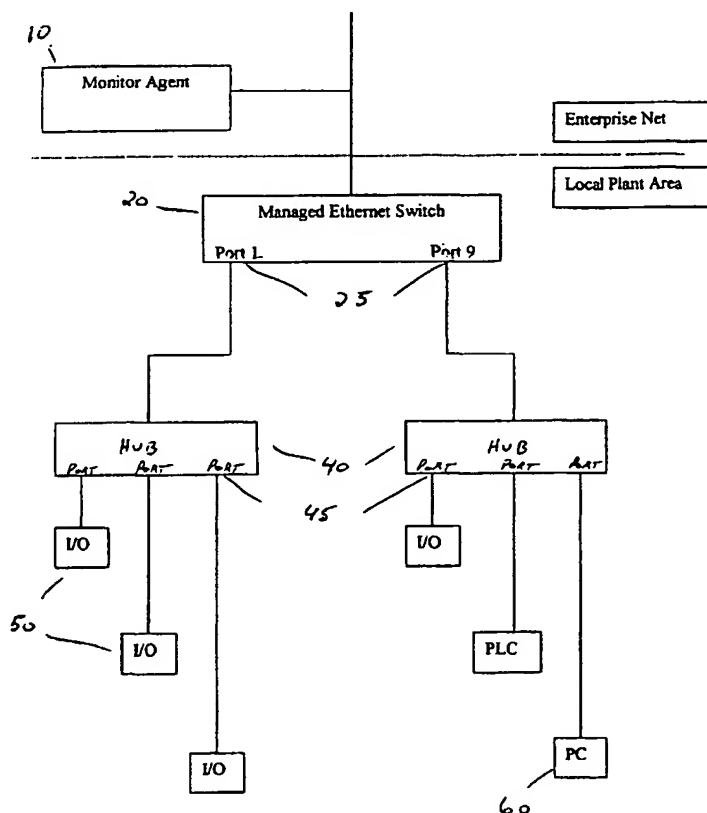 10
Monitor Agent
Enterprise Net
Local Plant Area
20
Managed Ethernet Switch
Port 1
Port 9
25
HUB
PORT PORT PORT
40
HUB
PORT PORT PORT
45
I/O
I/O
50
I/O
PLC
I/O
PC
60